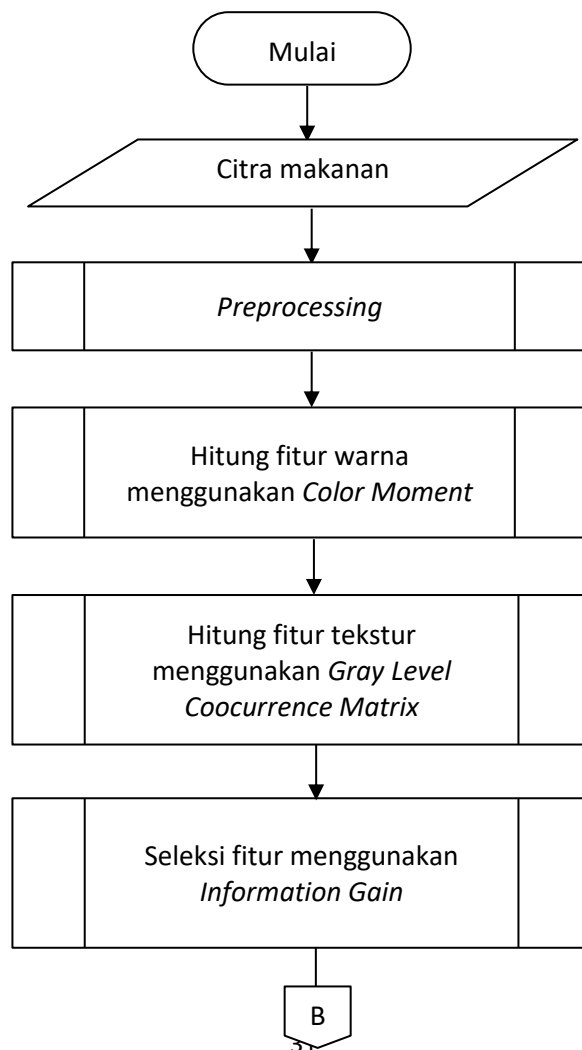 Mulai
Citra makanan
Preprocessing
Hitung fitur warna
menggunakan Color Moment
Hitung fitur tekstur
menggunakan Gray Level
Coocurrence Matrix
Seleksi fitur menggunakan
Information Gain
B